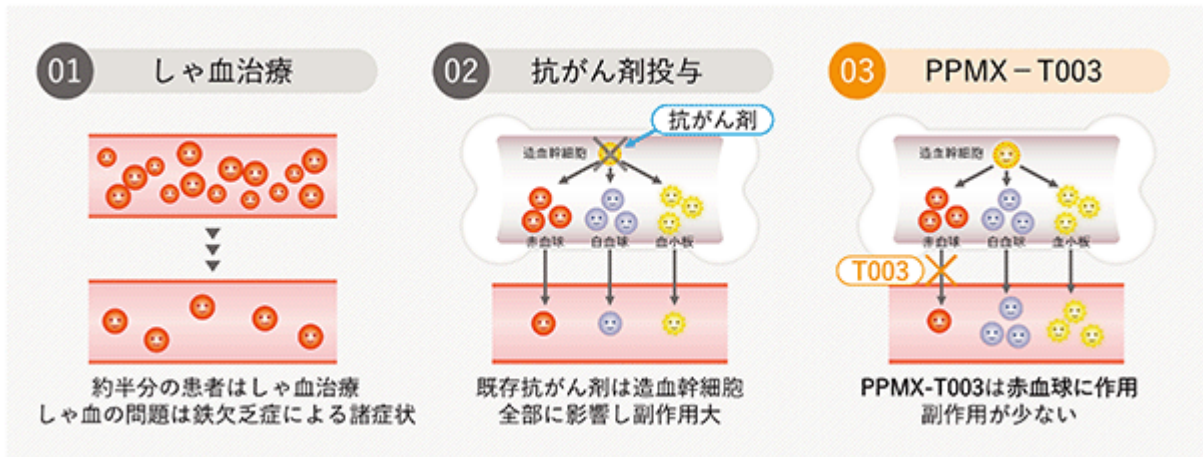 01 しゃ血治療
約半分の患者はしゃ血治療
しゃ血の問題は鉄欠乏症による諸症状
02 抗がん剤投与
抗がん剤
造血幹細胞
赤血球 白血球 血小板
既存抗がん剤は造血幹細胞
全部に影響し副作用大
03 PPMX－T003
造血幹細胞
赤血球 白血球 血小板
T003
PPMX-T003は赤血球に作用
副作用が少ない